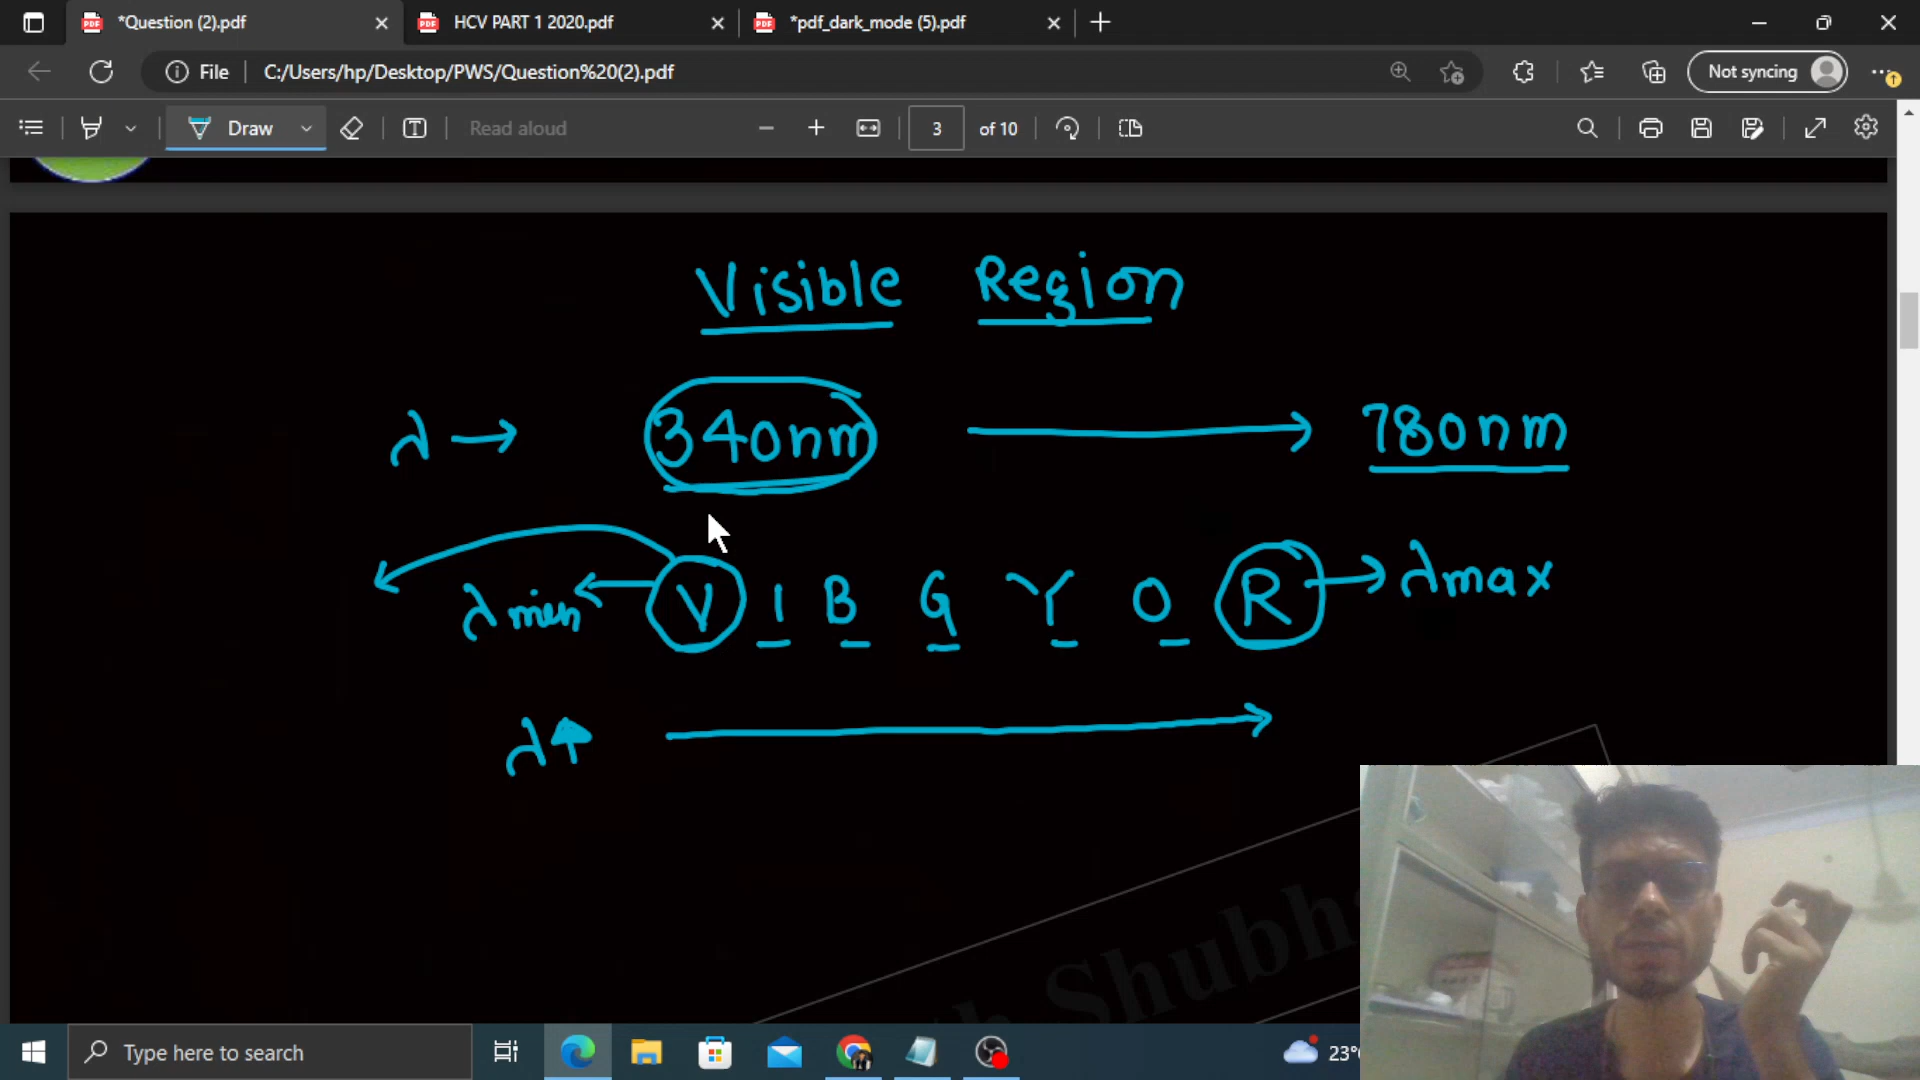 *Question (2).pdf
HCV PART 1 2020.pdf
*pdf_dark_mode (5).pdf
File
C:/Users/hp/Desktop/PWS/Question%20(2).pdf
Not syncing
Draw
Read aloud
3 of 10
Visible Region
λ → 340nm → 780nm
λmin ← V I B G Y O R → λmax
λ↑ →
Shubh
Type here to search
23°